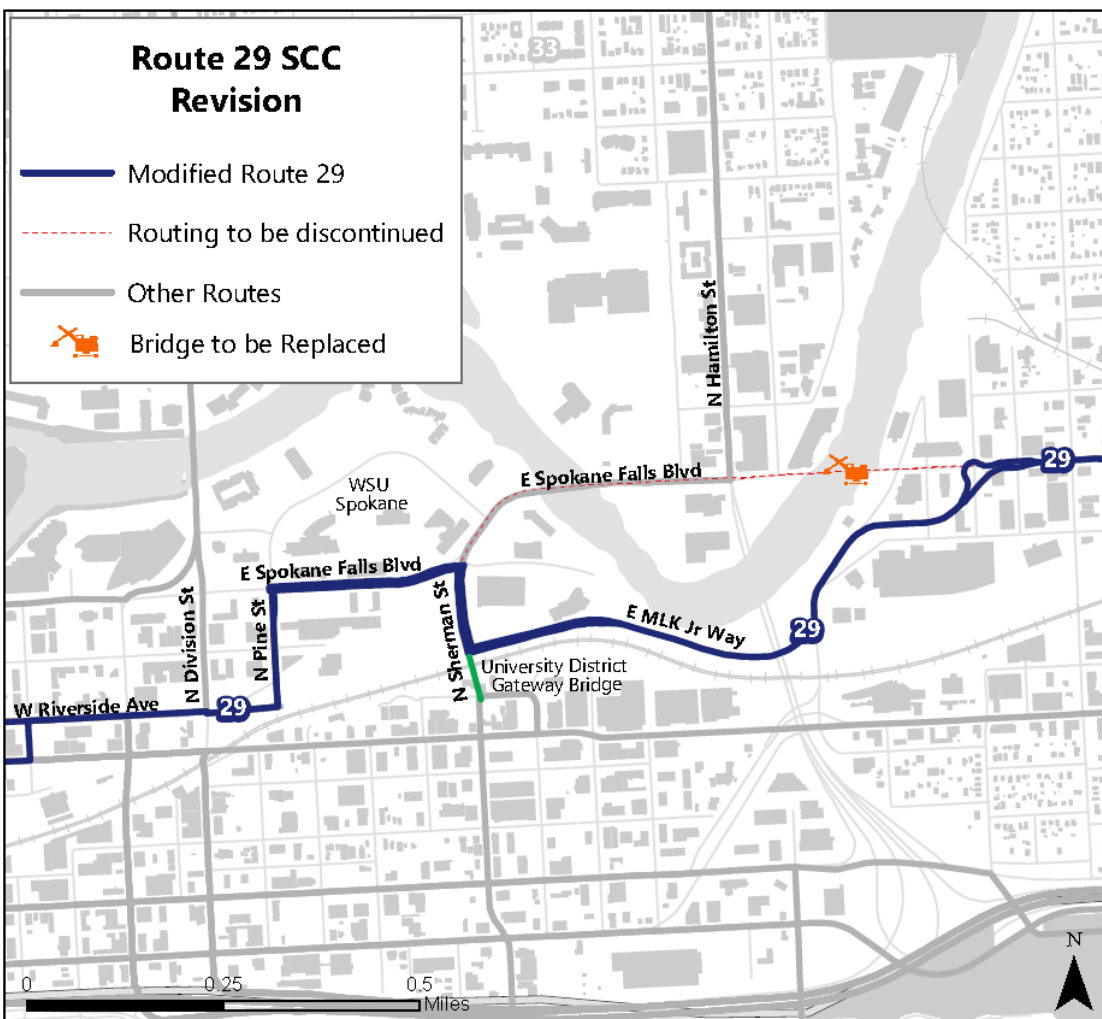 Route 29 SCC
Revision
Modified Route 29
Routing to be discontinued
Other Routes
Bridge to be Replaced
33
N Hamilton St
E Spokane Falls Blvd
29
WSU
Spokane
E Spokane Falls Blvd
N Division St
N Pine St
N Sherman St
E MLK Jr Way
29
University District
Gateway Bridge
W Riverside Ave
29
0
0.25
0.5
Miles
N